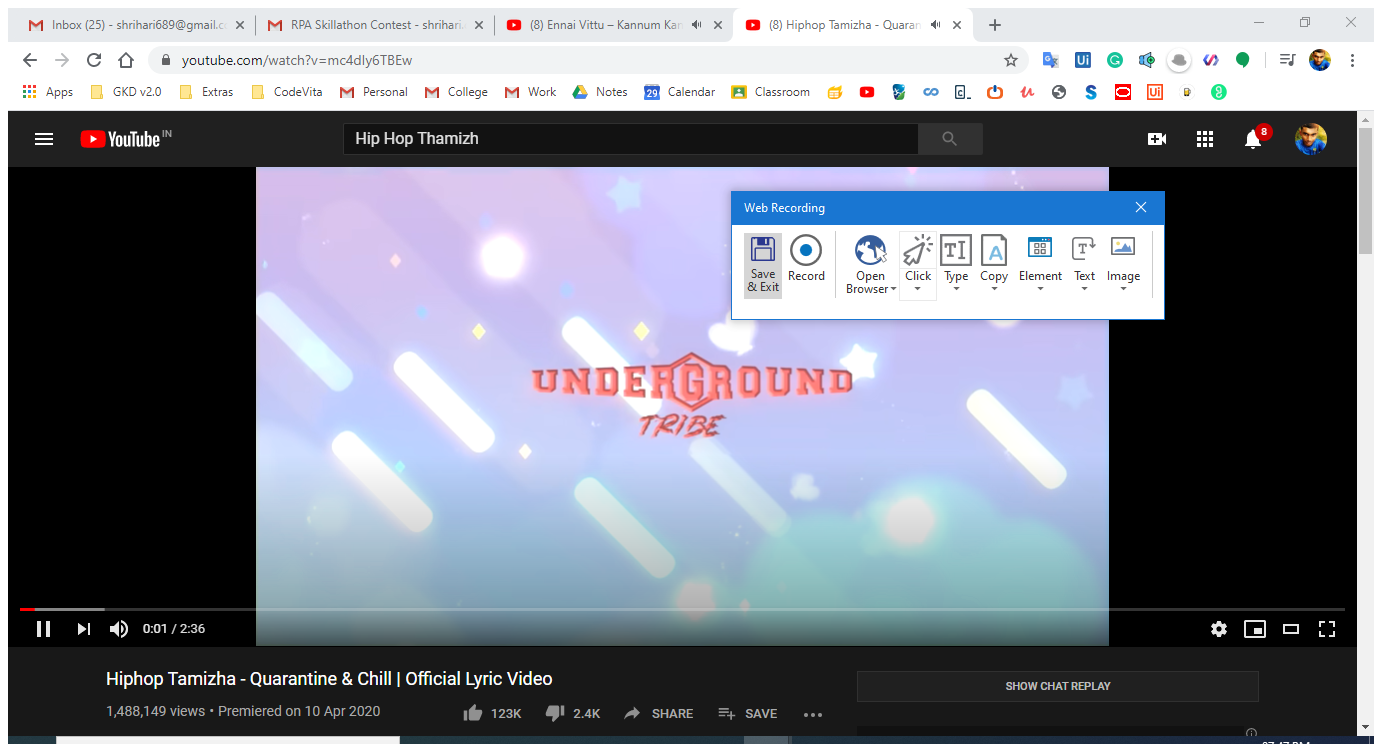 Inbox (25) - shrihari689@gmail.c
RPA Skillathon Contest - shrihari.
(8) Ennai Vittu – Kannum Kan
(8) Hiphop Tamizha - Quaran
youtube.com/watch?v=mc4dIy6TBEw
Apps GKD v2.0 Extras CodeVita Personal College Work Notes 29 Calendar Classroom
YouTube IN
Hip Hop Thamizh
8
Web Recording
Save & Exit
Record
Open Browser
Click
Type
Copy
Element
Text
Image
UNDERGROUND
TRIBE
0:01 / 2:36
Hiphop Tamizha - Quarantine & Chill | Official Lyric Video
1,488,149 views • Premiered on 10 Apr 2020
123K 2.4K SHARE SAVE
SHOW CHAT REPLAY